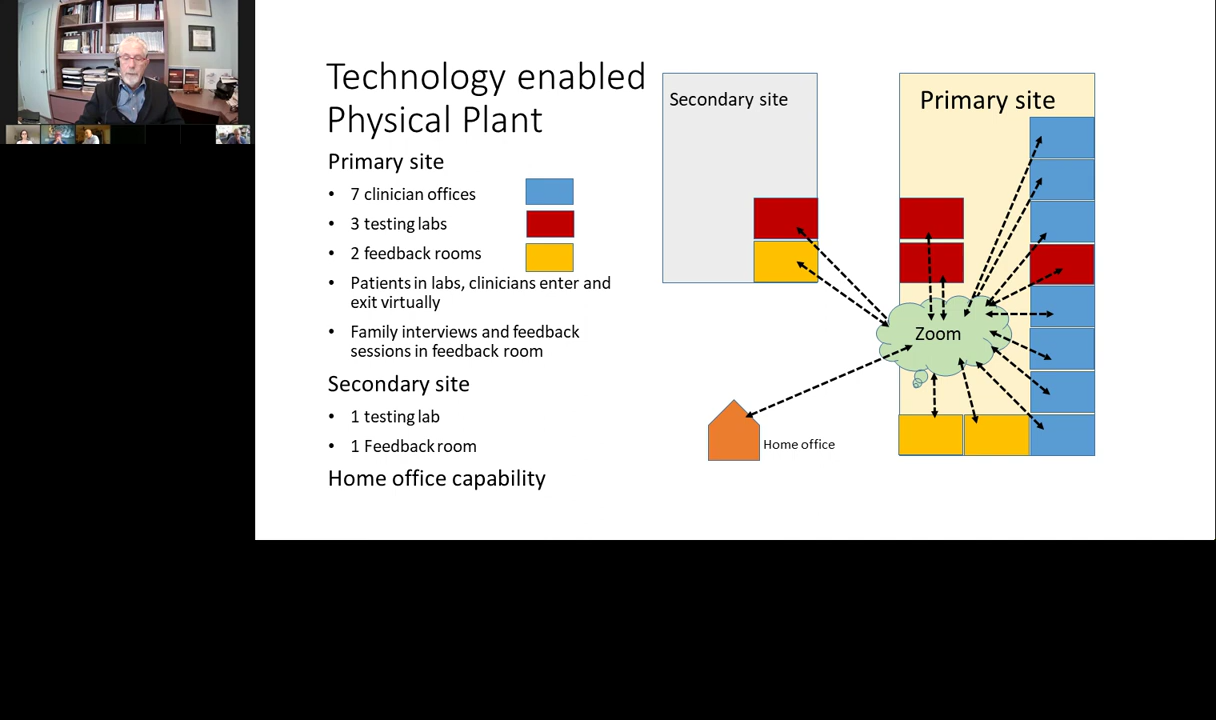 Technology enabled
Physical Plant
Primary site
• 7 clinician offices
• 3 testing labs
• 2 feedback rooms
• Patients in labs, clinicians enter and
exit virtually
• Family interviews and feedback
sessions in feedback room
Secondary site
• 1 testing lab
• 1 Feedback room
Home office capability
Secondary site
Primary site
Zoom
Home office